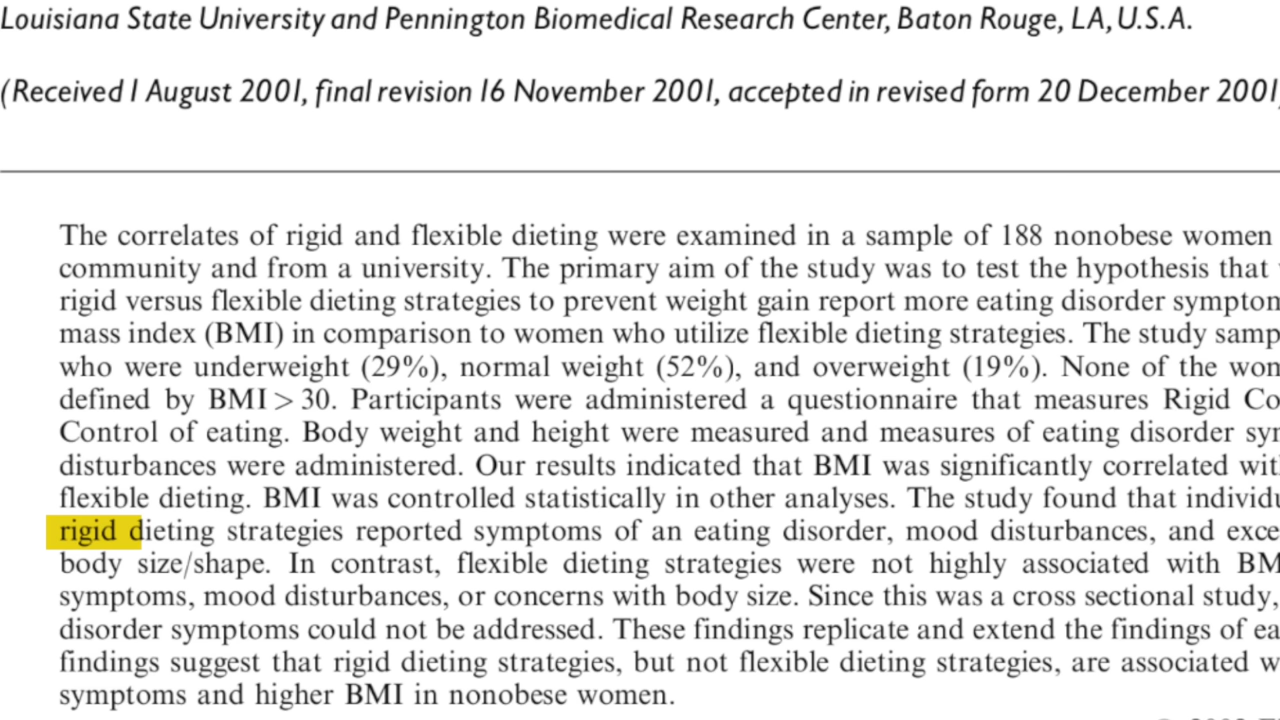 Louisiana State University and Pennington Biomedical Research Center, Baton Rouge, LA, U.S.A.
(Received 1 August 2001, final revision 16 November 2001, accepted in revised form 20 December 2001)
The correlates of rigid and flexible dieting were examined in a sample of 188 nonobese women
community and from a university. The primary aim of the study was to test the hypothesis that
rigid versus flexible dieting strategies to prevent weight gain report more eating disorder symptom
mass index (BMI) in comparison to women who utilize flexible dieting strategies. The study samp
who were underweight (29%), normal weight (52%), and overweight (19%). None of the wom
defined by BMI > 30. Participants were administered a questionnaire that measures Rigid Co
Control of eating. Body weight and height were measured and measures of eating disorder sy
disturbances were administered. Our results indicated that BMI was significantly correlated wit
flexible dieting. BMI was controlled statistically in other analyses. The study found that individu
rigid dieting strategies reported symptoms of an eating disorder, mood disturbances, and exce
body size/shape. In contrast, flexible dieting strategies were not highly associated with BM
symptoms, mood disturbances, or concerns with body size. Since this was a cross sectional study,
disorder symptoms could not be addressed. These findings replicate and extend the findings of ea
findings suggest that rigid dieting strategies, but not flexible dieting strategies, are associated w
symptoms and higher BMI in nonobese women.